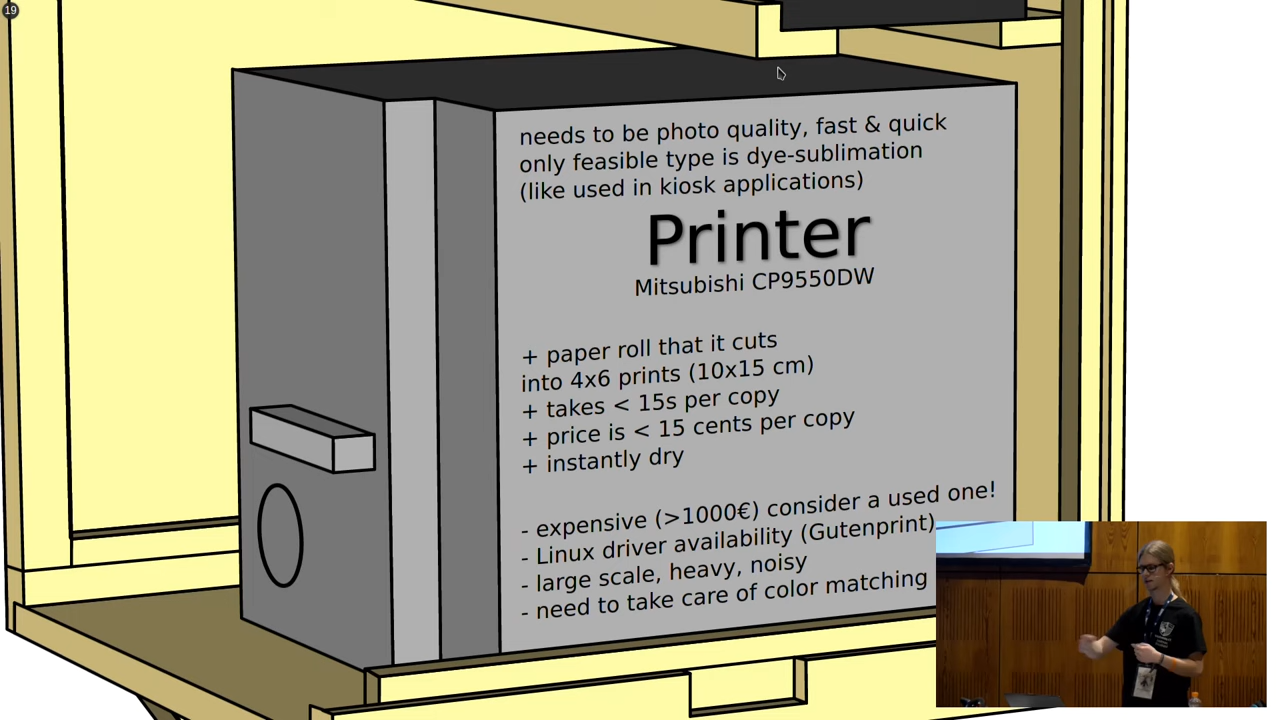 19
needs to be photo quality, fast & quick
only feasible type is dye-sublimation
(like used in kiosk applications)
Printer
Mitsubishi CP9550DW
+ paper roll that it cuts
into 4x6 prints (10x15 cm)
+ takes < 15s per copy
+ price is < 15 cents per copy
+ instantly dry
- expensive (>1000€) consider a used one!
- Linux driver availability (Gutenprint)
- large scale, heavy, noisy
- need to take care of color matching